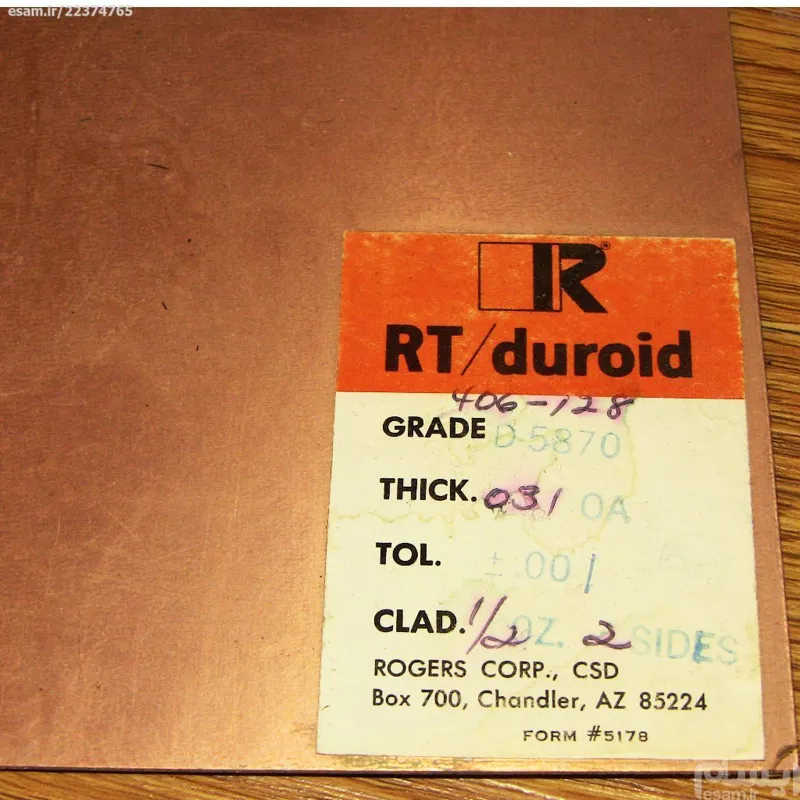 esam.ir/22374765
R®
RT/duroid
406-128
GRADE D-5870
THICK. .031 OA
TOL. ± .001
CLAD. 1/2 OZ. 2 SIDES
ROGERS CORP., CSD
Box 700, Chandler, AZ 85224
FORM #5178
ایسام
esam.ir